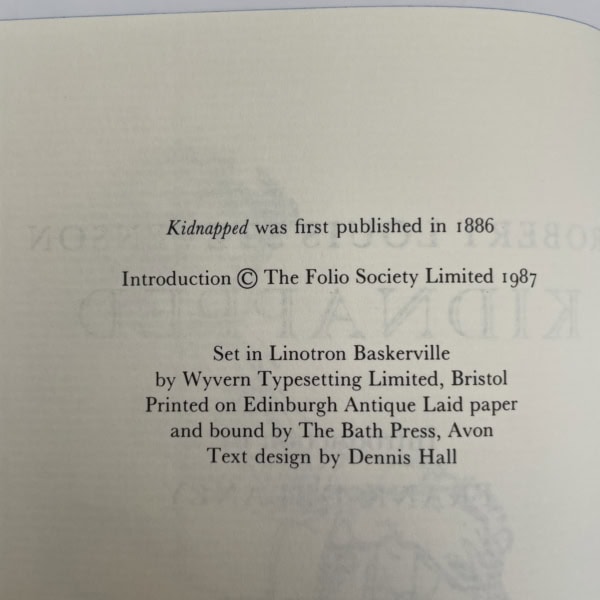 Kidnapped was first published in 1886
Introduction © The Folio Society Limited 1987
Set in Linotron Baskerville
by Wyvern Typesetting Limited, Bristol
Printed on Edinburgh Antique Laid paper
and bound by The Bath Press, Avon
Text design by Dennis Hall